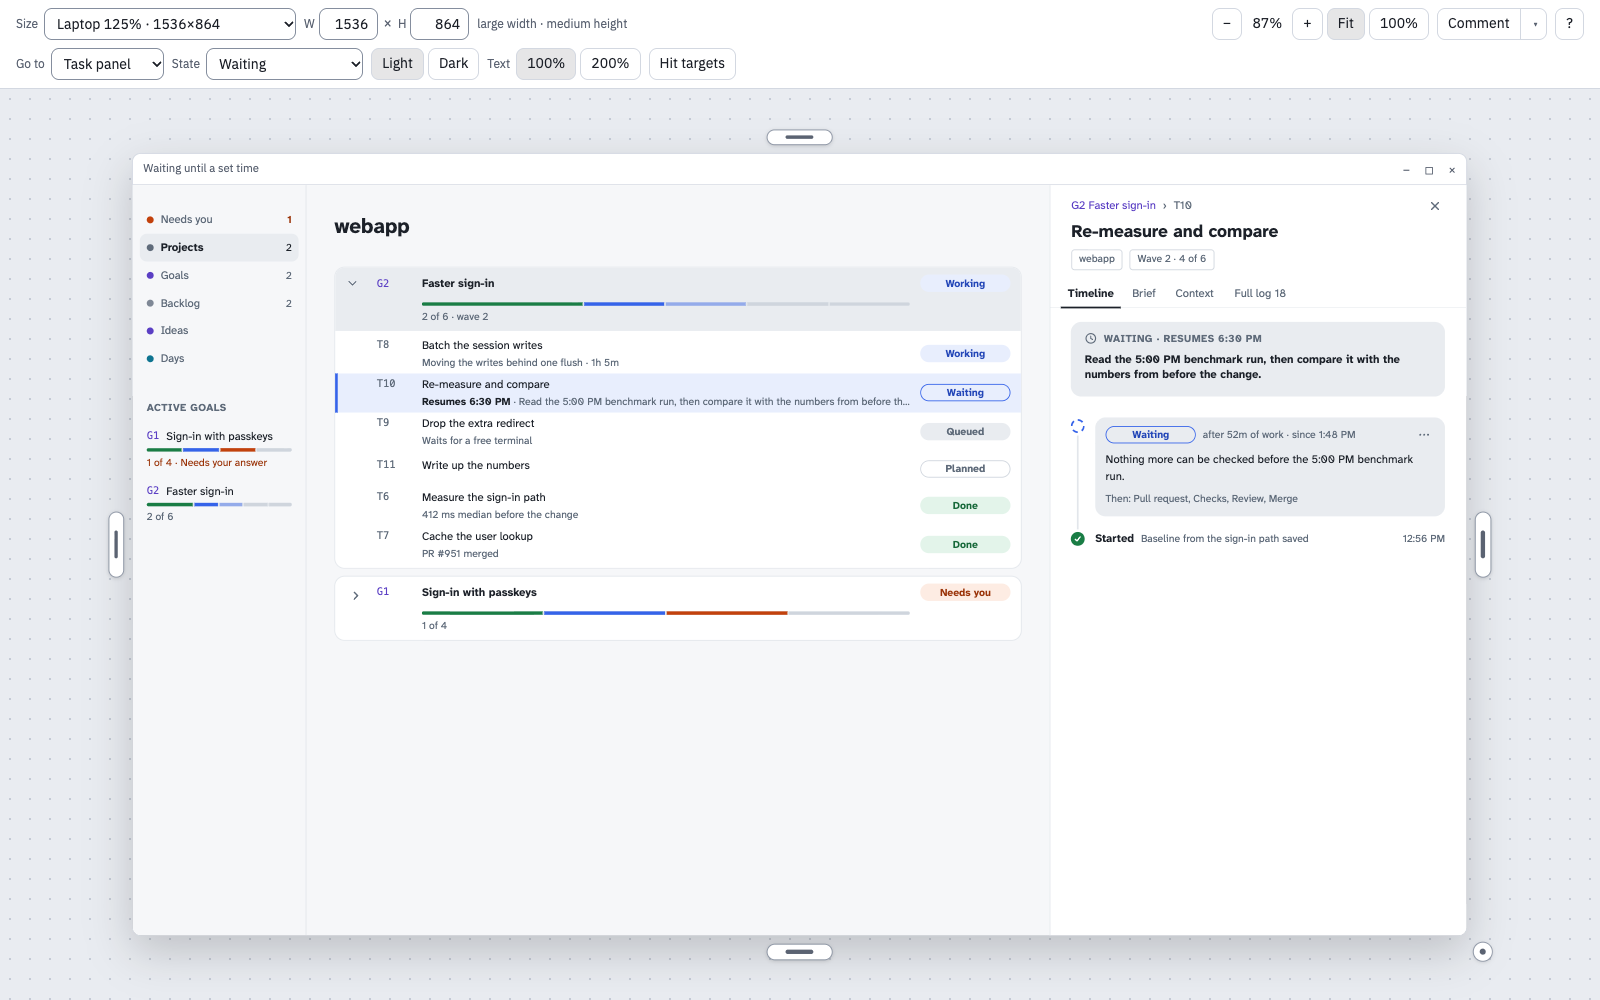 Size Laptop 125% · 1536×864 W 1536 × H 864 large width · medium height − 87% + Fit 100% Comment ?
Go to Task panel State Waiting Light Dark Text 100% 200% Hit targets
Waiting until a set time
Needs you 1
Projects 2
Goals 2
Backlog 2
Ideas
Days
ACTIVE GOALS
G1 Sign-in with passkeys
1 of 4 · Needs your answer
G2 Faster sign-in
2 of 6
webapp
G2 Faster sign-in Working
2 of 6 · wave 2
T8 Batch the session writes Working
Moving the writes behind one flush · 1h 5m
T10 Re-measure and compare Waiting
Resumes 6:30 PM · Read the 5:00 PM benchmark run, then compare it with the numbers from before th…
T9 Drop the extra redirect Queued
Waits for a free terminal
T11 Write up the numbers Planned
T6 Measure the sign-in path Done
412 ms median before the change
T7 Cache the user lookup Done
PR #951 merged
G1 Sign-in with passkeys Needs you
1 of 4
G2 Faster sign-in › T10
Re-measure and compare
webapp Wave 2 · 4 of 6
Timeline Brief Context Full log 18
WAITING · RESUMES 6:30 PM
Read the 5:00 PM benchmark run, then compare it with the
numbers from before the change.
Waiting after 52m of work · since 1:48 PM ···
Nothing more can be checked before the 5:00 PM benchmark
run.
Then: Pull request, Checks, Review, Merge
Started Baseline from the sign-in path saved 12:56 PM